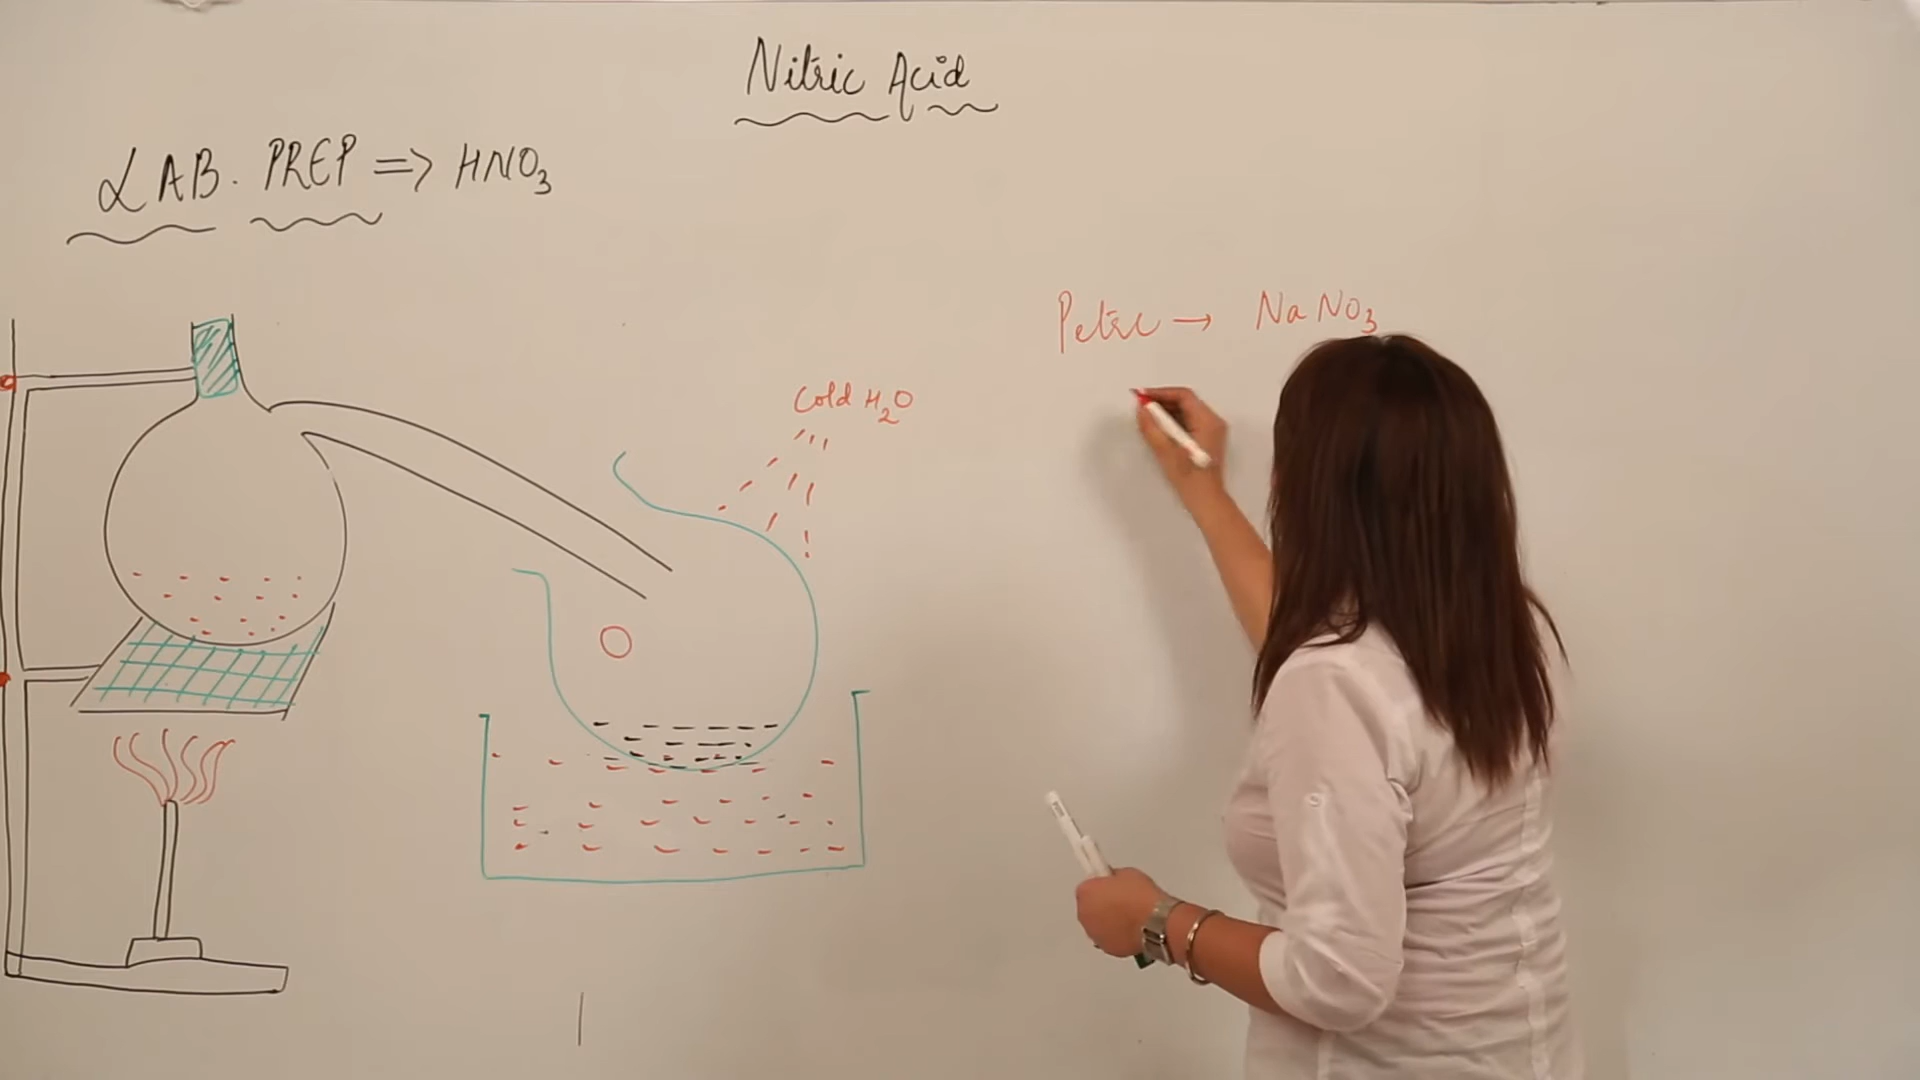 Nitric Acid
LAB. PREP => HNO3
Petre → NaNO3
Cold H2O